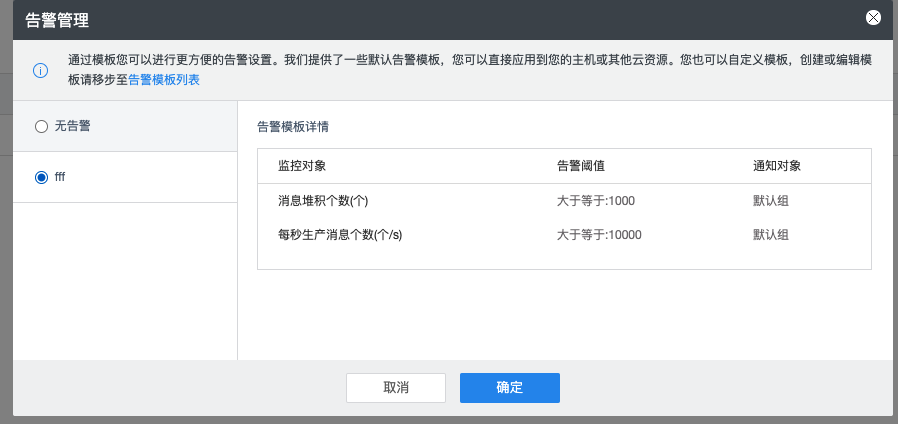 告警管理
通过模板您可以进行更方便的告警设置。我们提供了一些默认告警模板，您可以直接应用到您的主机或其他云资源。您也可以自定义模板，创建或编辑模
板请移步至告警模板列表
无告警
fff
告警模板详情
监控对象 告警阈值 通知对象
消息堆积个数(个) 大于等于:1000 默认组
每秒生产消息个数(个/s) 大于等于:10000 默认组
取消 确定